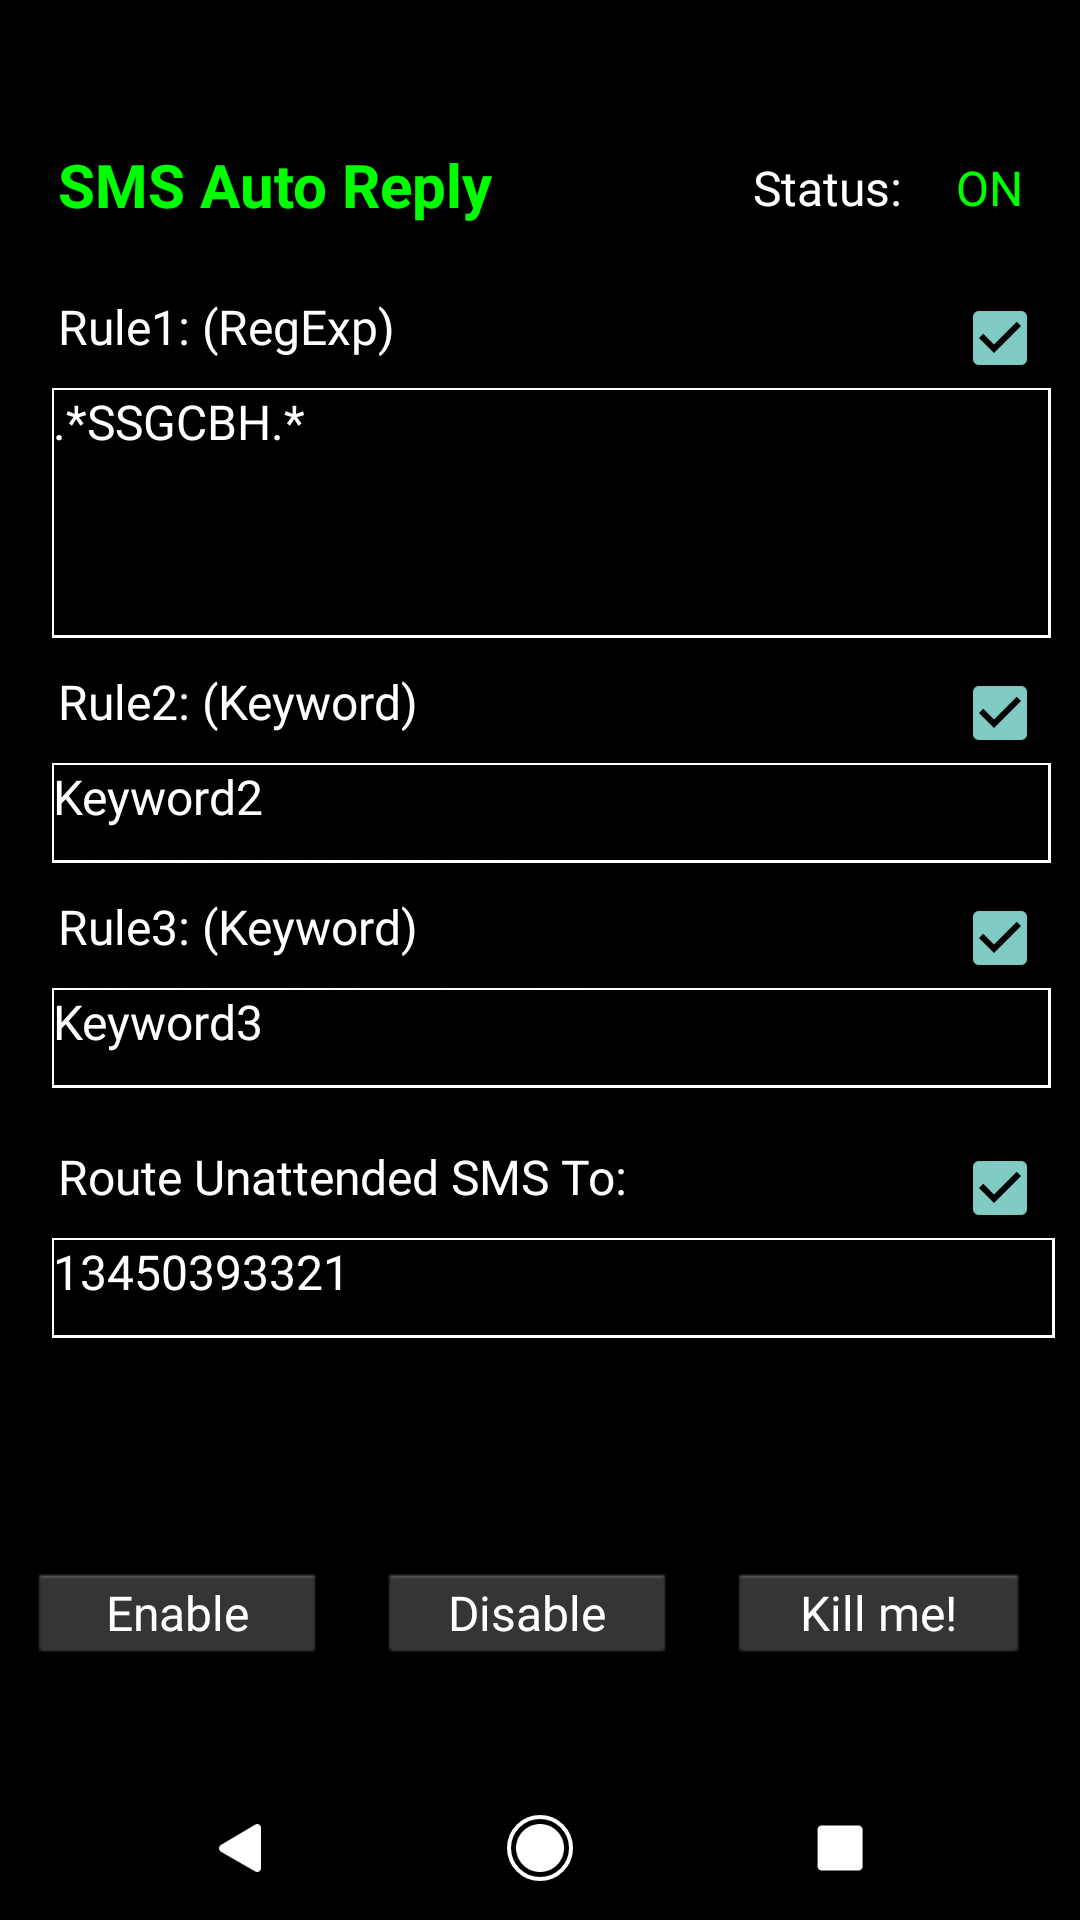 SMS Auto Reply Status: ON
Rule1: (RegExp)
.*SSGCBH.*
Rule2: (Keyword)
Keyword2
Rule3: (Keyword)
Keyword3
Route Unattended SMS To:
13450393321
Enable Disable Kill me!